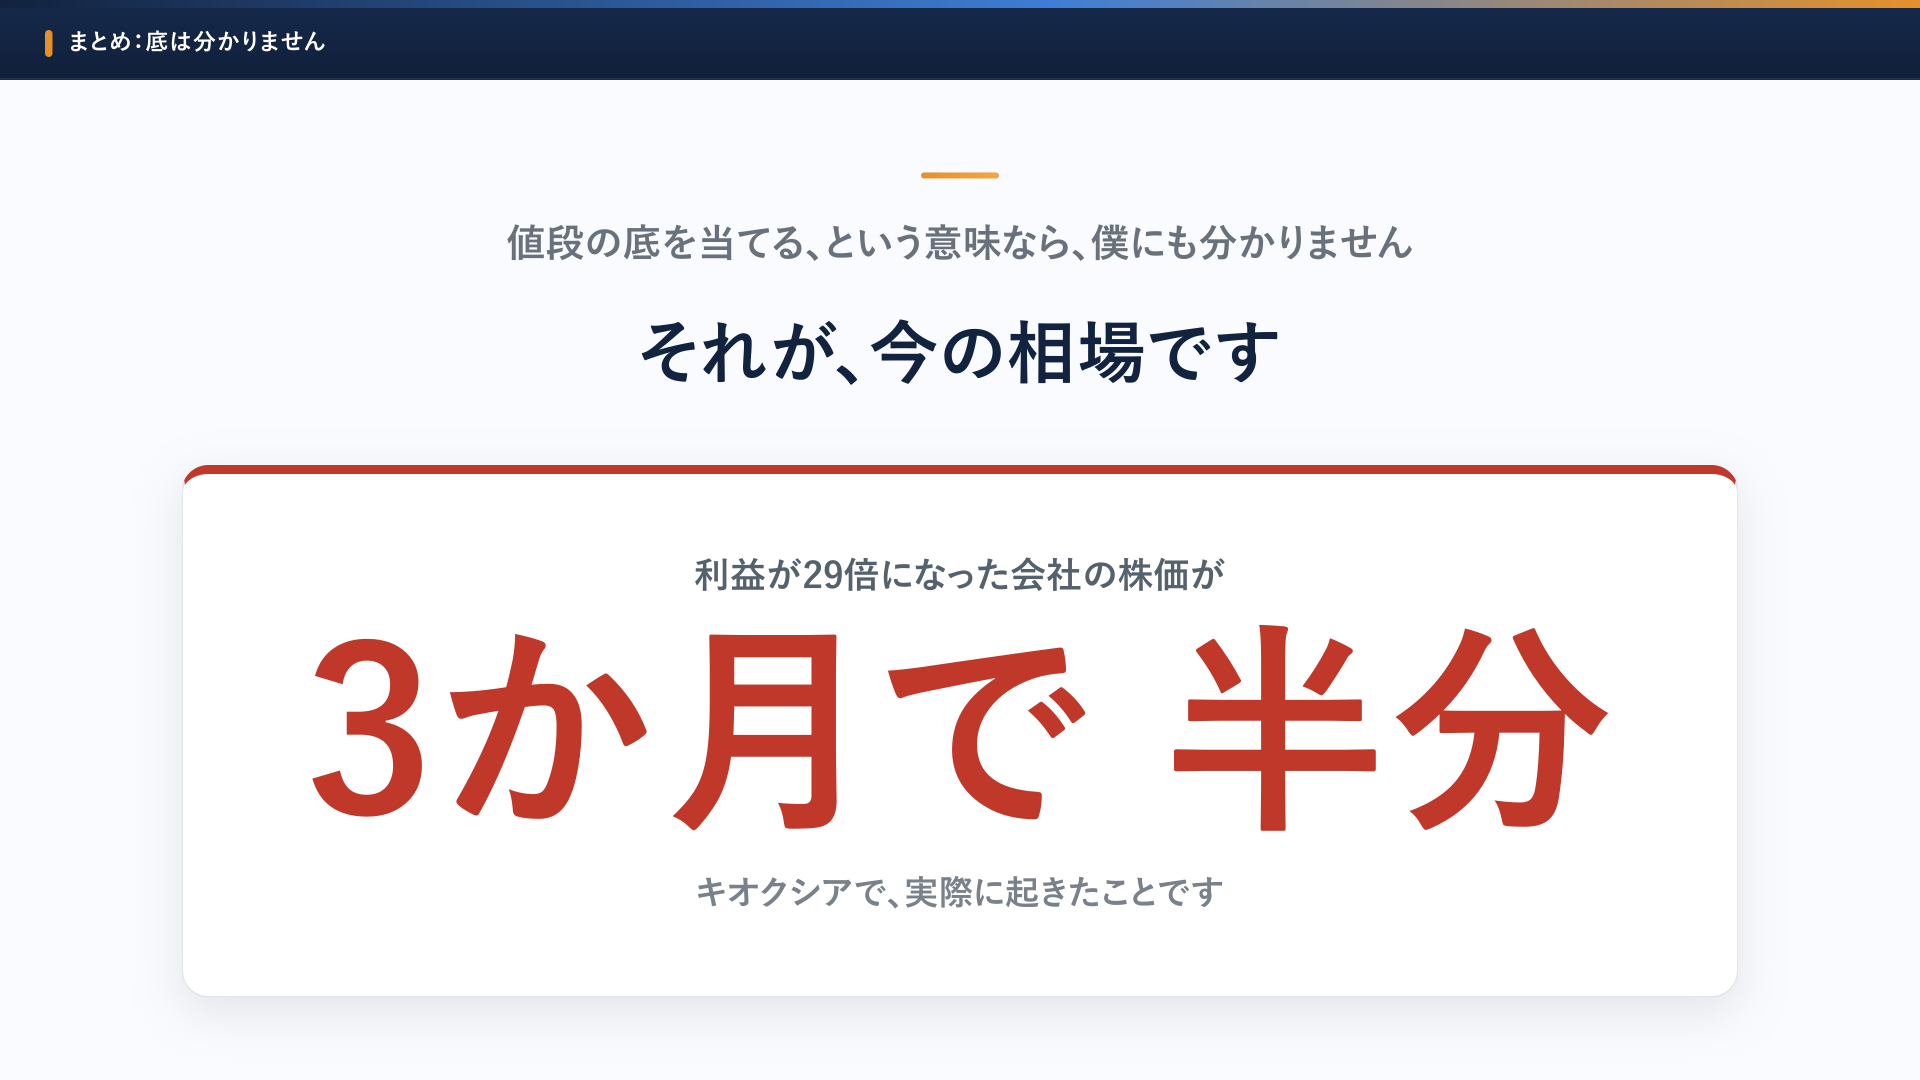 まとめ：底は分かりません
値段の底を当てる、という意味なら、僕にも分かりません
それが、今の相場です
利益が29倍になった会社の株価が
3か月で 半分
キオクシアで、実際に起きたことです